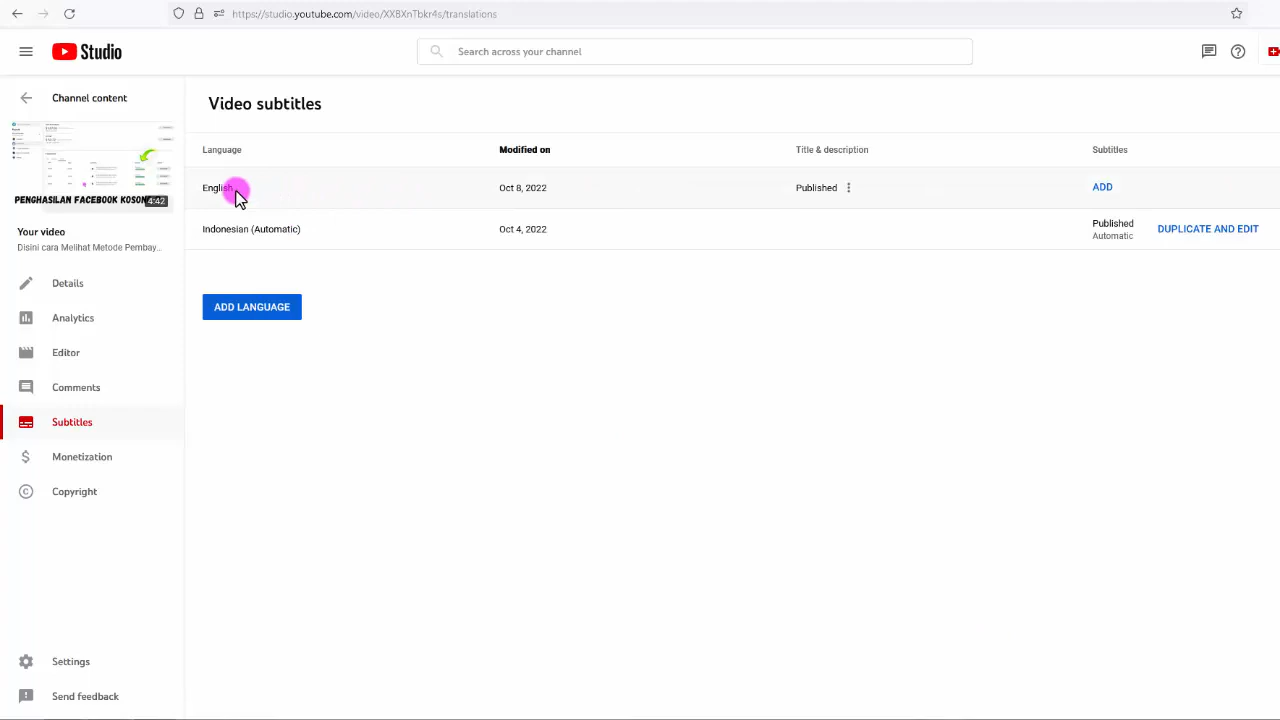 https://studio.youtube.com/video/XXBXnTbkr4s/translations
Studio
Search across your channel
Channel content
PENGHASILAN FACEBOOK KOSON
4:42
Your video
Disini cara Melihat Metode Pembay...
Details
Analytics
Editor
Comments
Subtitles
Monetization
Copyright
Settings
Send feedback
Video subtitles
Language Modified on Title & description Subtitles
English Oct 8, 2022 Published ADD
Indonesian (Automatic) Oct 4, 2022 Published Automatic DUPLICATE AND EDIT
ADD LANGUAGE